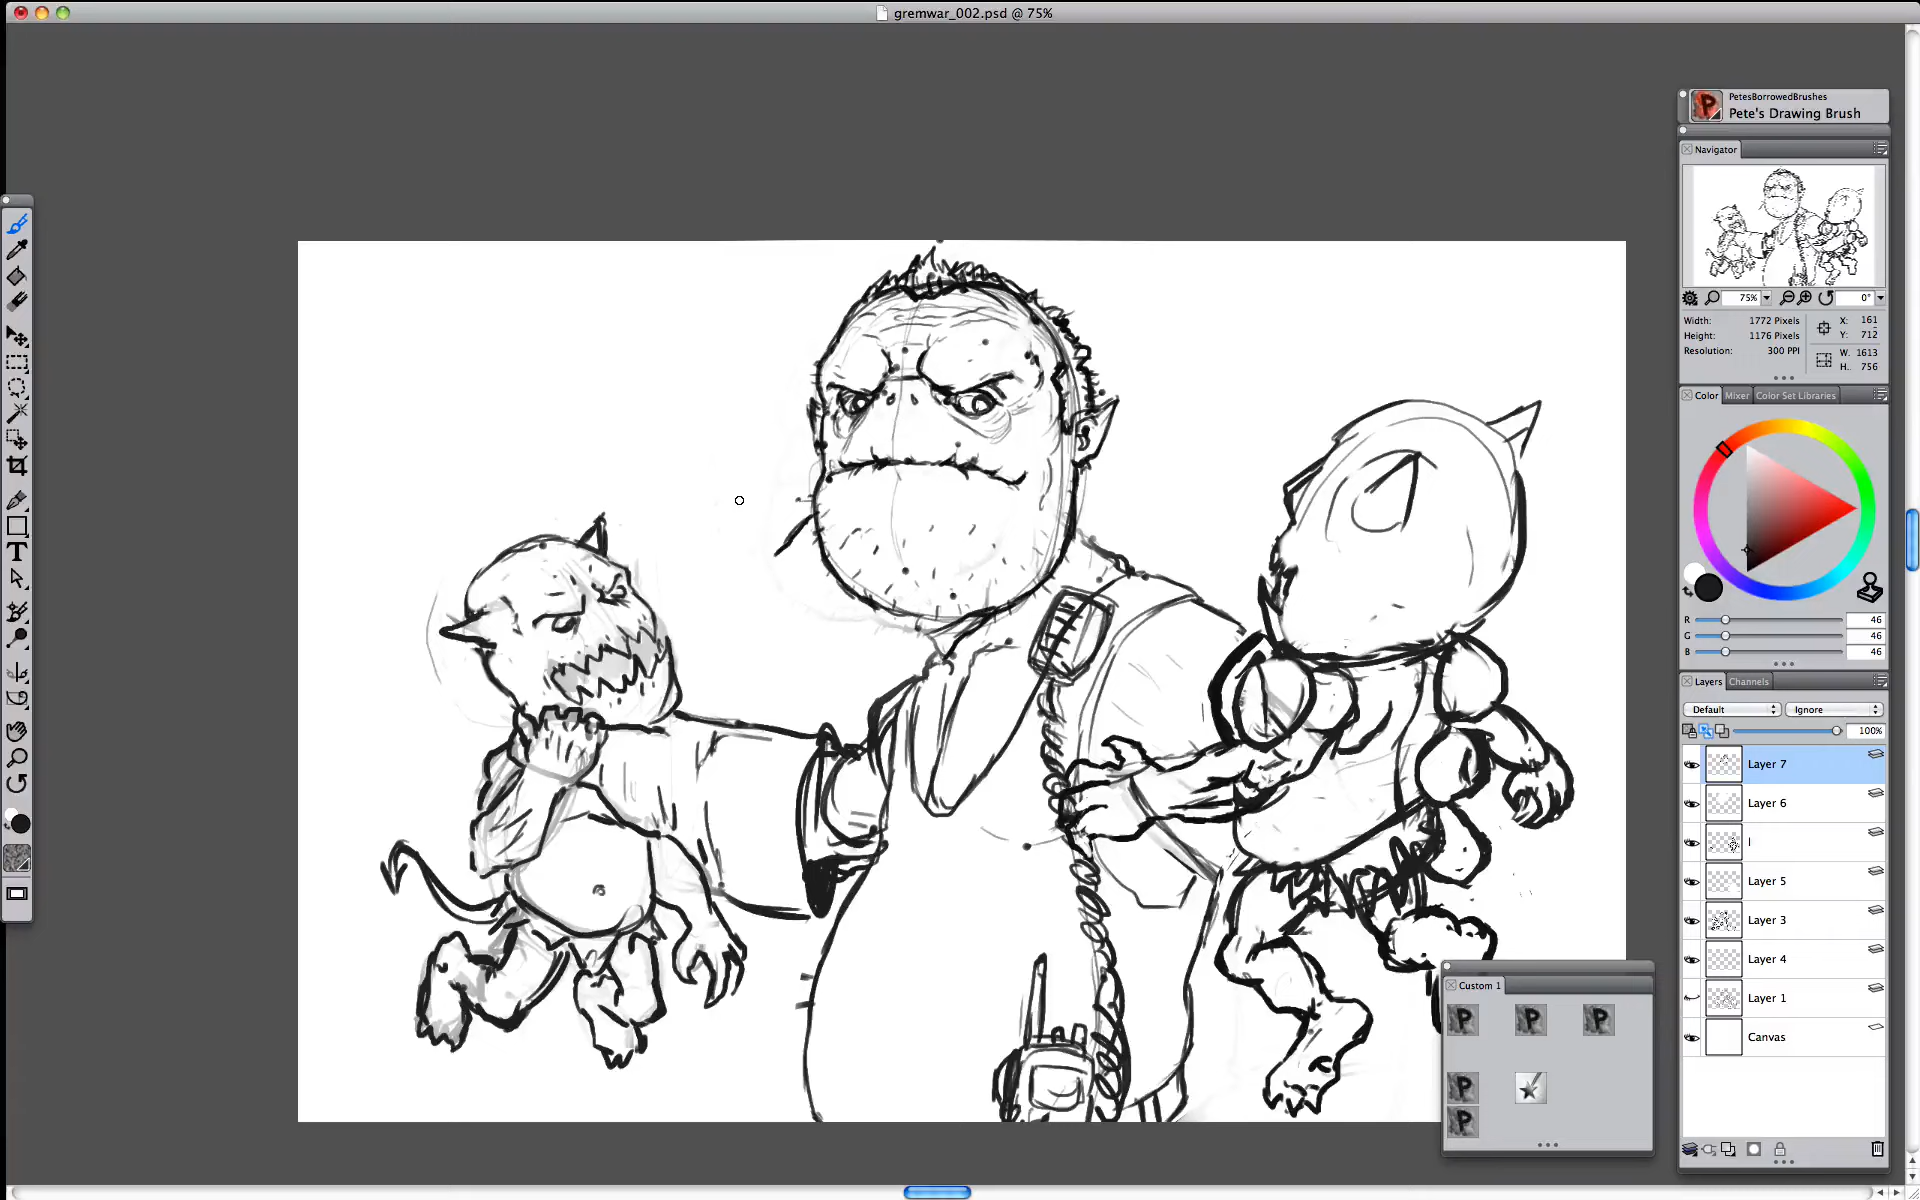 gremwar_002.psd @ 75%
PetesBorrowedBrushes
Pete's Drawing Brush
Navigator
75%
0°
Width: 1772 Pixels
Height: 1176 Pixels
Resolution: 300 PPI
X: 161
Y: 712
W. 1613
H.. 756
Color Mixer Color Set Libraries
R 46
G 46
B 46
Layers Channels
Default Ignore
100%
Layer 7
Layer 6
l
Layer 5
Layer 3
Layer 4
Layer 1
Canvas
Custom 1
P P P
P
P
T